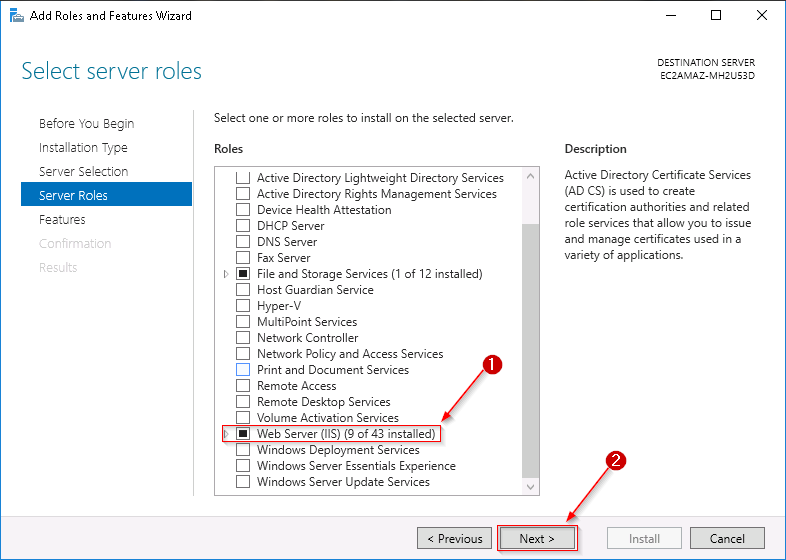 Add Roles and Features Wizard
Select server roles
DESTINATION SERVER
EC2AMAZ-MH2U53D
Before You Begin
Installation Type
Server Selection
Server Roles
Features
Confirmation
Results
Select one or more roles to install on the selected server.
Roles
Active Directory Lightweight Directory Services
Active Directory Rights Management Services
Device Health Attestation
DHCP Server
DNS Server
Fax Server
File and Storage Services (1 of 12 installed)
Host Guardian Service
Hyper-V
MultiPoint Services
Network Controller
Network Policy and Access Services
Print and Document Services
Remote Access
Remote Desktop Services
Volume Activation Services
Web Server (IIS) (9 of 43 installed)
Windows Deployment Services
Windows Server Essentials Experience
Windows Server Update Services
1
2
Description
Active Directory Certificate Services
(AD CS) is used to create
certification authorities and related
role services that allow you to issue
and manage certificates used in a
variety of applications.
< Previous
Next >
Install
Cancel